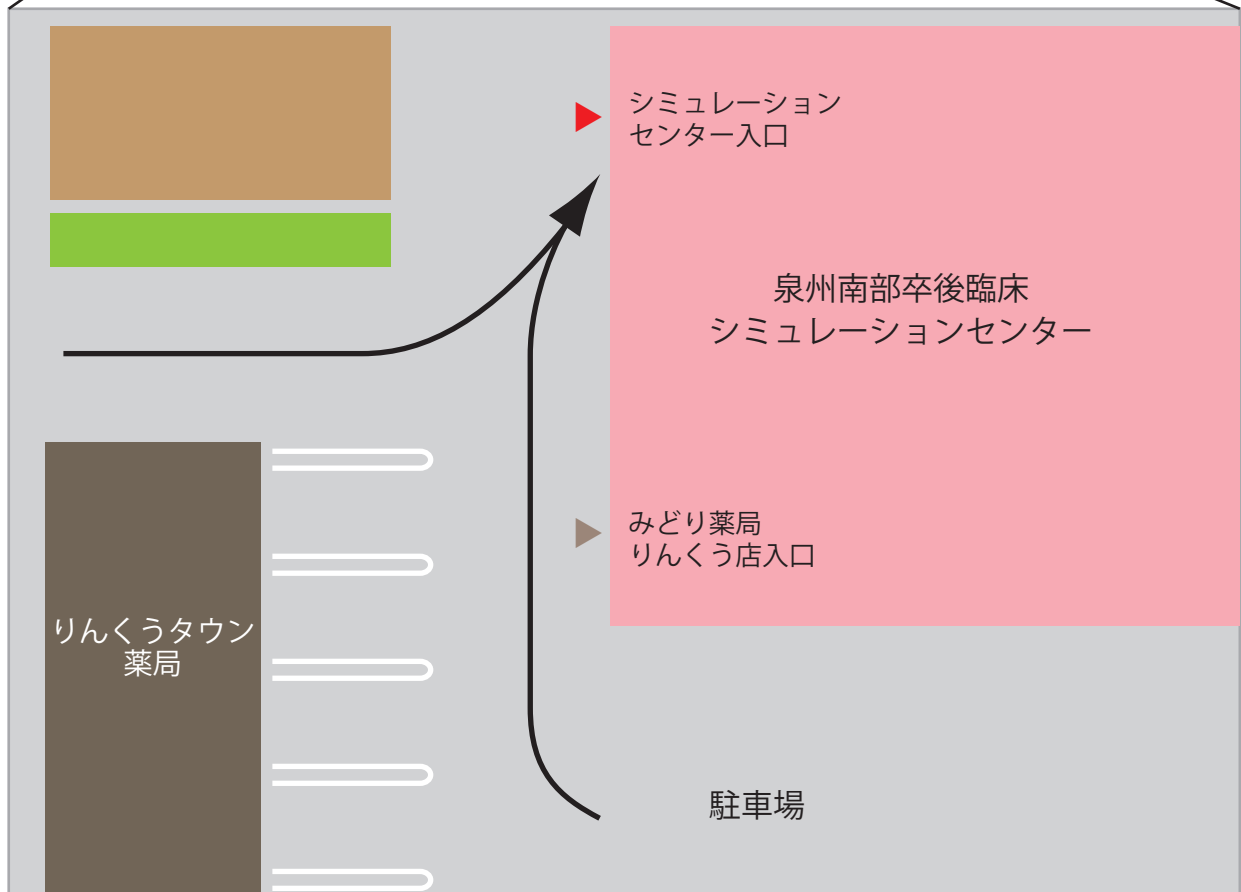 シミュレーション
センター入口
泉州南部卒後臨床
シミュレーションセンター
みどり薬局
りんくう店入口
りんくうタウン
薬局
駐車場